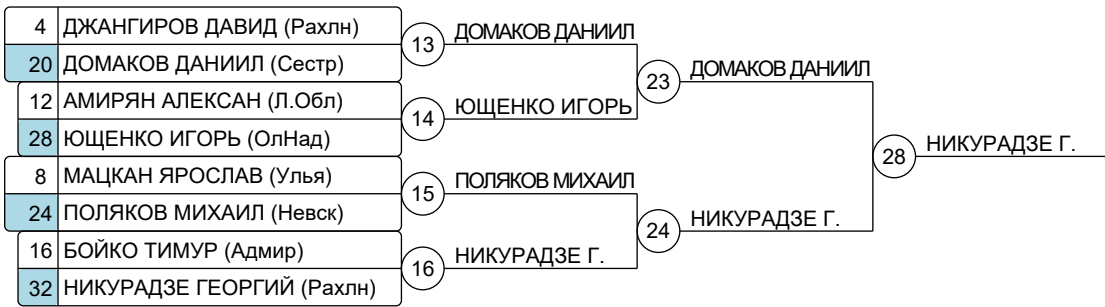 4 ДЖАНГИРОВ ДАВИД (Рахлн)
20 ДОМАКОВ ДАНИИЛ (Сестр)
12 АМИРЯН АЛЕКСАН (Л.Обл)
28 ЮЩЕНКО ИГОРЬ (ОлНад)
8 МАЦКАН ЯРОСЛАВ (Улья)
24 ПОЛЯКОВ МИХАИЛ (Невск)
16 БОЙКО ТИМУР (Адмир)
32 НИКУРАДЗЕ ГЕОРГИЙ (Рахлн)
13 ДОМАКОВ ДАНИИЛ
14 ЮЩЕНКО ИГОРЬ
15 ПОЛЯКОВ МИХАИЛ
16 НИКУРАДЗЕ Г.
23 ДОМАКОВ ДАНИИЛ
24 НИКУРАДЗЕ Г.
28 НИКУРАДЗЕ Г.